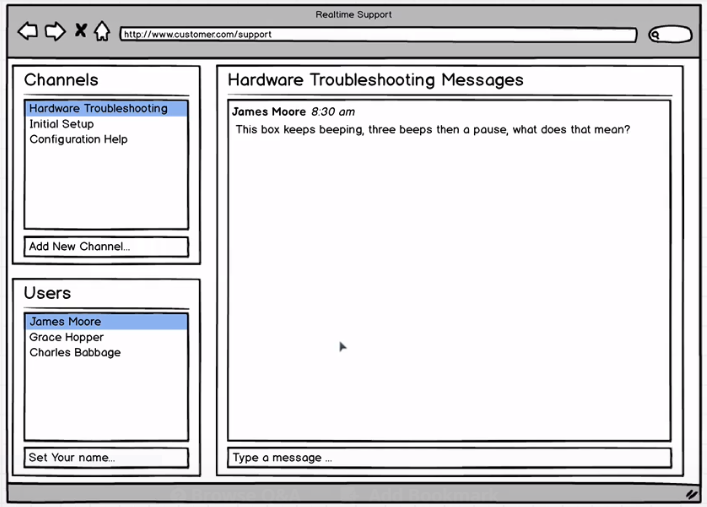 Realtime Support
http://www.customer.com/support
Channels
Hardware Troubleshooting
Initial Setup
Configuration Help
Add New Channel...
Users
James Moore
Grace Hopper
Charles Babbage
Set Your name...
Hardware Troubleshooting Messages
James Moore 8:30 am
This box keeps beeping, three beeps then a pause, what does that mean?
Type a message ...